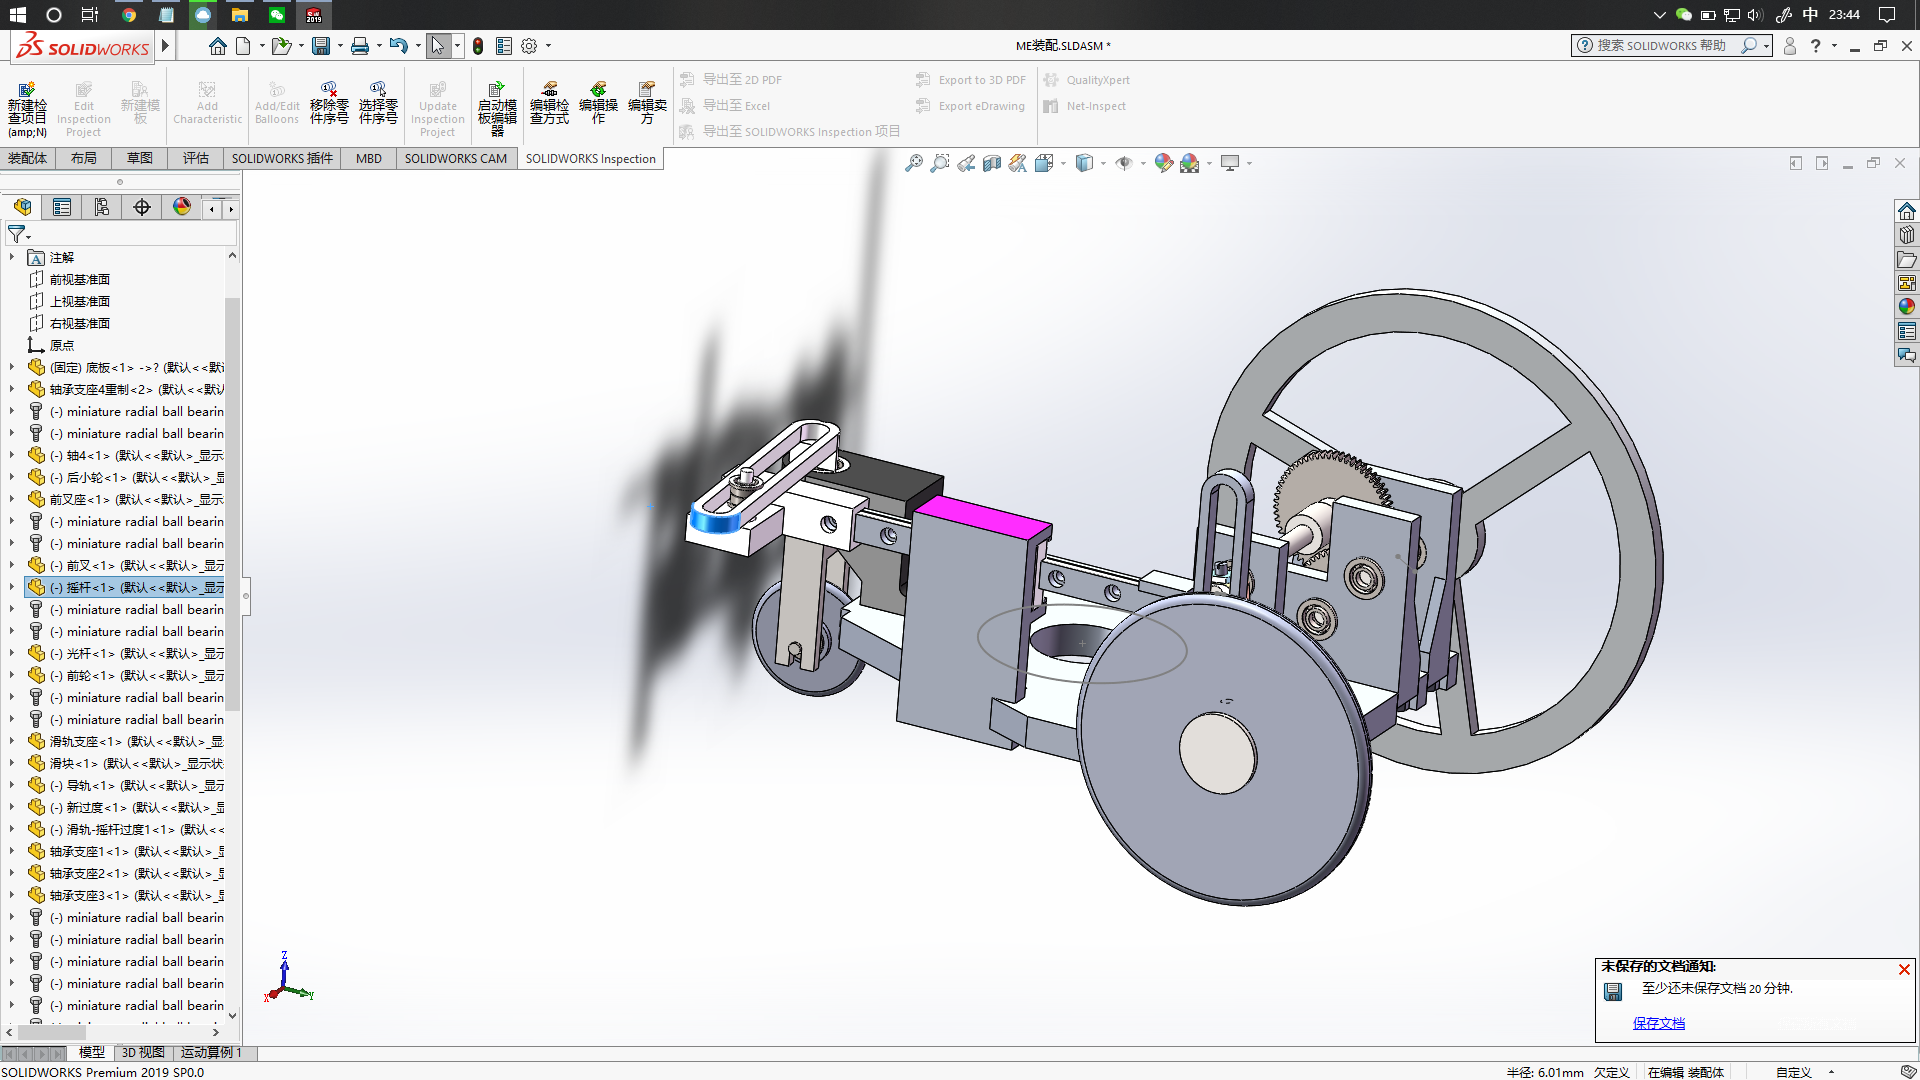 中 23:44
SOLIDWORKS
ME装配.SLDASM *
搜索 SOLIDWORKS 帮助
新建检查项目(amp;N)
Edit Inspection Project
新建模板
Add Characteristic
Add/Edit Balloons
移除零件序号
选择零件序号
Update Inspection Project
启动模板编辑器
编辑检查方式
编辑操作
编辑卖方
导出至 2D PDF
导出至 Excel
导出至 SOLIDWORKS Inspection 项目
Export to 3D PDF
Export eDrawing
QualityXpert
Net-Inspect
装配体 布局 草图 评估 SOLIDWORKS 插件 MBD SOLIDWORKS CAM SOLIDWORKS Inspection
注解
前视基准面
上视基准面
右视基准面
原点
(固定) 底板<1> ->? (默认<<默
轴承支座4重制<2> (默认<<默认
(-) miniature radial ball bearin
(-) miniature radial ball bearin
(-) 轴4<1> (默认<<默认>_显示
(-) 后小轮<1> (默认<<默认>_显
前叉座<1> (默认<<默认>_显示
(-) miniature radial ball bearin
(-) miniature radial ball bearin
(-) 前叉<1> (默认<<默认>_显示
(-) 摇杆<1> (默认<<默认>_显示
(-) miniature radial ball bearin
(-) miniature radial ball bearin
(-) 光杆<1> (默认<<默认>_显示
(-) 前轮<1> (默认<<默认>_显示
(-) miniature radial ball bearin
(-) miniature radial ball bearin
滑轨支座<1> (默认<<默认>_显
滑块<1> (默认<<默认>_显示状
(-) 导轨<1> (默认<<默认>_显示
(-) 新过度<1> (默认<<默认>_显
(-) 滑轨-摇杆过度1<1> (默认<<
轴承支座1<1> (默认<<默认>_显
轴承支座2<1> (默认<<默认>_显
轴承支座3<1> (默认<<默认>_显
(-) miniature radial ball bearin
(-) miniature radial ball bearin
(-) miniature radial ball bearin
(-) miniature radial ball bearin
(-) miniature radial ball bearin
Z
X
Y
未保存的文档通知:
至少还未保存文档 20 分钟.
保存文档
模型 3D 视图 运动算例 1
SOLIDWORKS Premium 2019 SP0.0
半径: 6.01mm 欠定义 在编辑 装配体 自定义